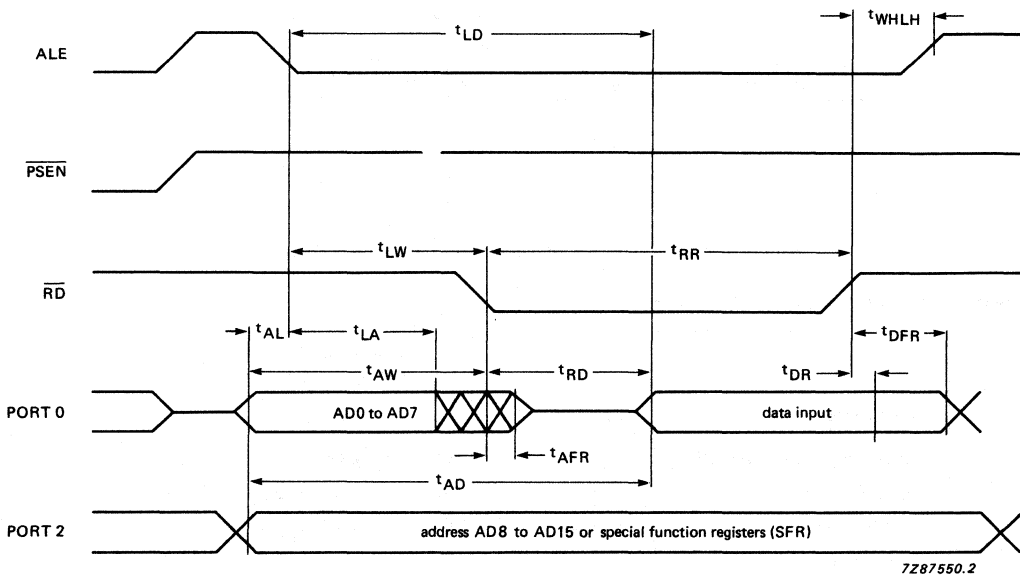 tWHLH
tLD
ALE
PSEN
tLW
tRR
RD
tAL
tLA
tDFR
tAW
tRD
tDR
PORT 0
AD0 to AD7
data input
tAFR
tAD
PORT 2
address AD8 to AD15 or special function registers (SFR)
7Z87550.2